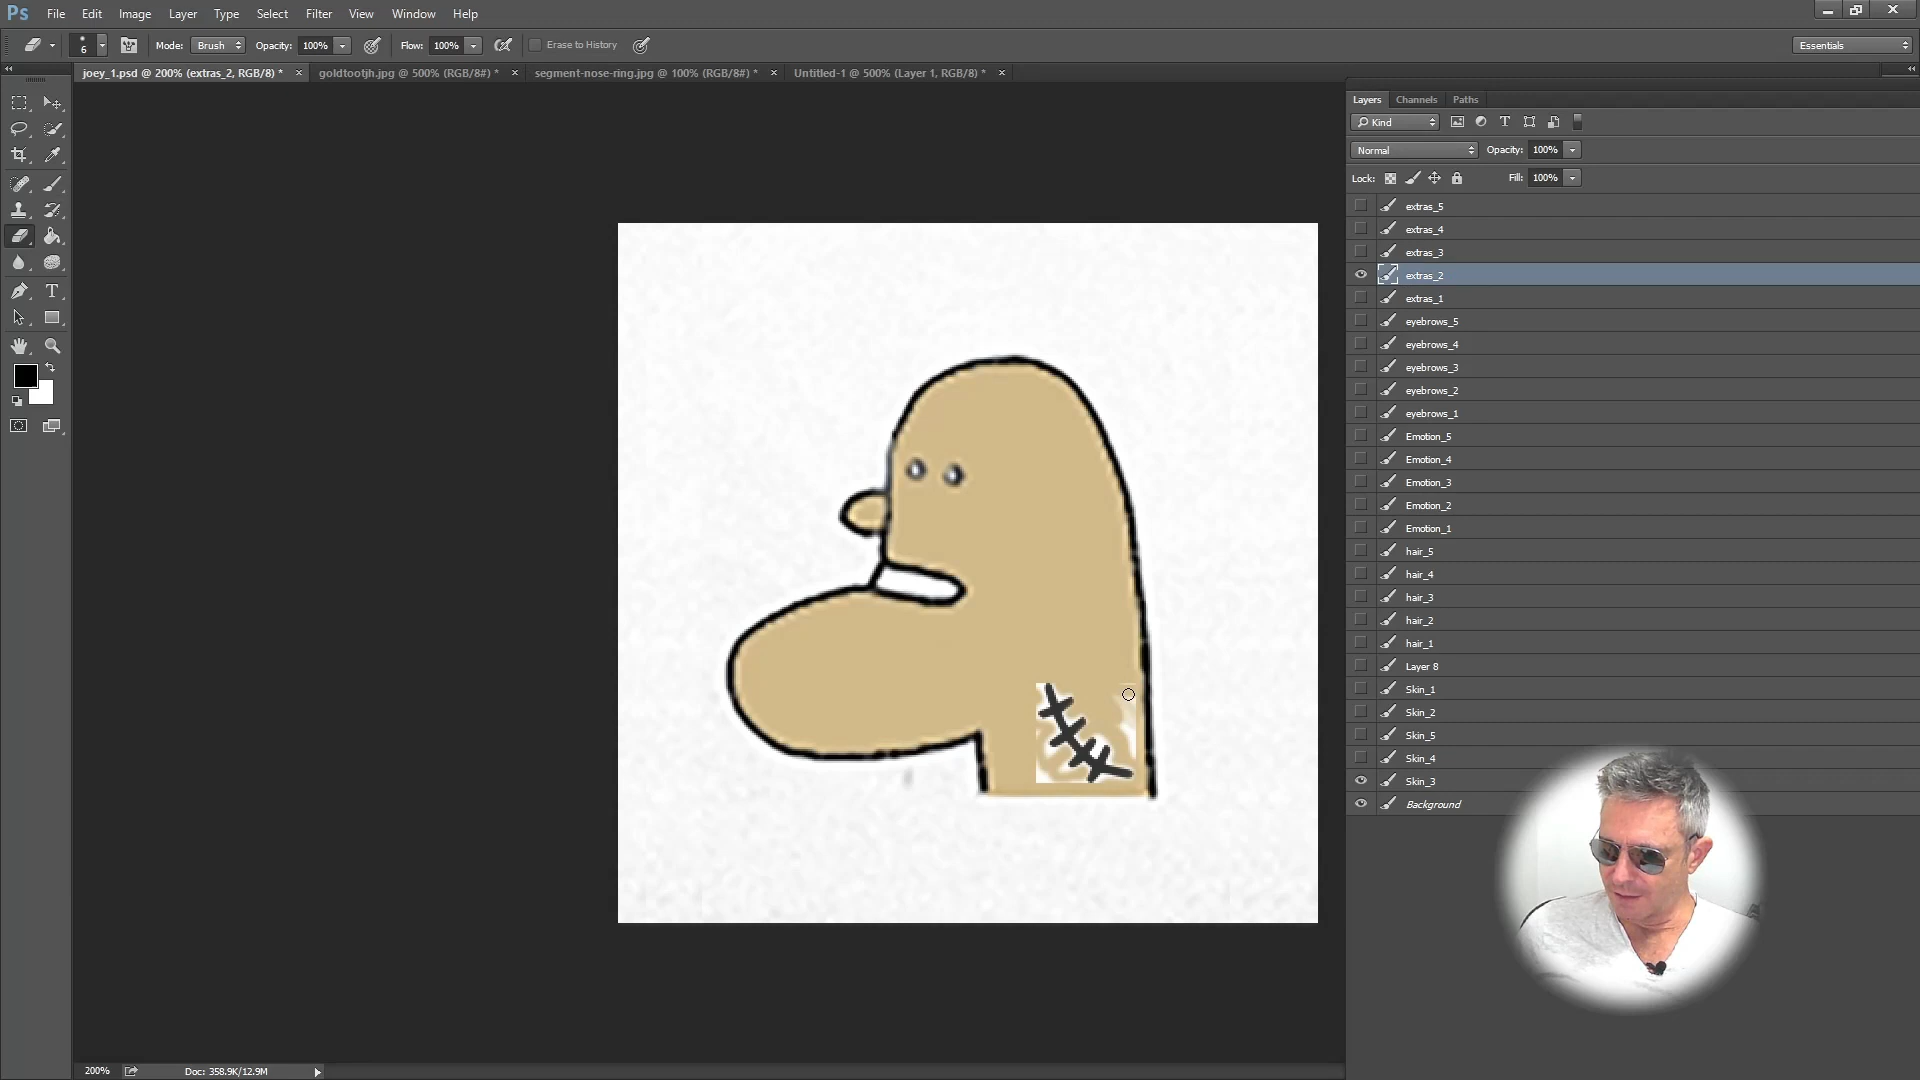 Ps File Edit Image Layer Type Select Filter View Window Help
6 Mode: Brush Opacity: 100% Flow: 100% Erase to History Essentials
joey_1.psd @ 200% (extras_2, RGB/8) * × goldtootjh.jpg @ 500% (RGB/8#) * × segment-nose-ring.jpg @ 100% (RGB/8#) * × Untitled-1 @ 500% (Layer 1, RGB/8) * ×
Layers Channels Paths
Kind
Normal Opacity: 100%
Lock: Fill: 100%
extras_5
extras_4
extras_3
extras_2
extras_1
eyebrows_5
eyebrows_4
eyebrows_3
eyebrows_2
eyebrows_1
Emotion_5
Emotion_4
Emotion_3
Emotion_2
Emotion_1
hair_5
hair_4
hair_3
hair_2
hair_1
Layer 8
Skin_1
Skin_2
Skin_5
Skin_4
Skin_3
Background
200% Doc: 358.9K/12.9M